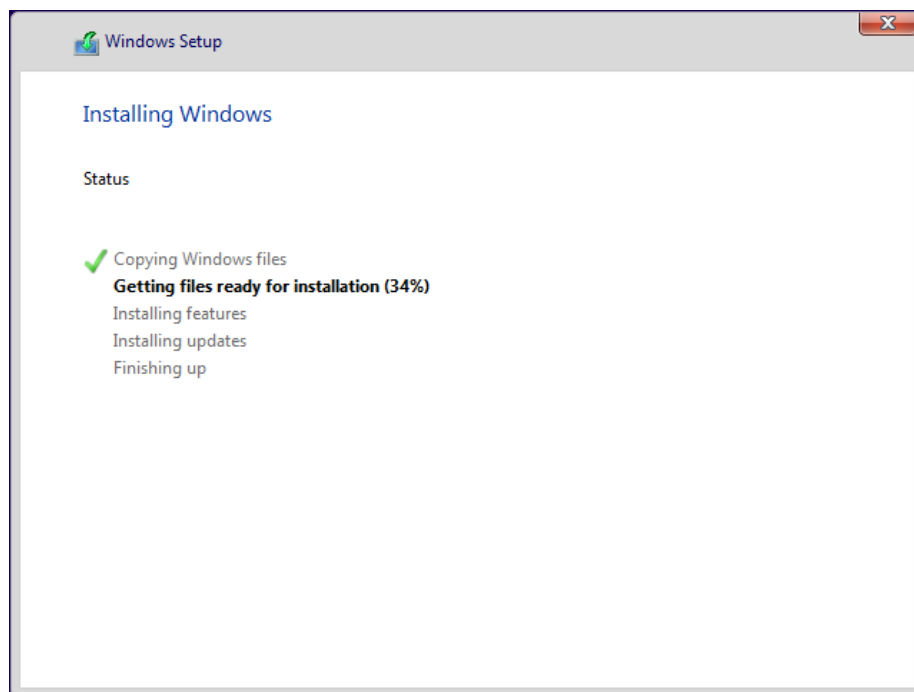 Windows Setup
Installing Windows
Status
Copying Windows files
Getting files ready for installation (34%)
Installing features
Installing updates
Finishing up